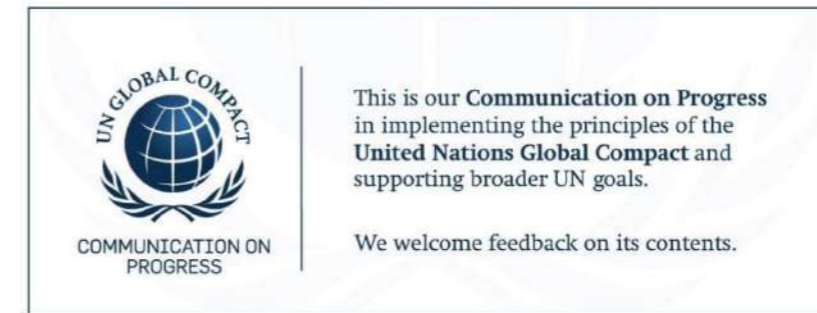 UN GLOBAL COMPACT
COMMUNICATION ON
PROGRESS
This is our Communication on Progress
in implementing the principles of the
United Nations Global Compact and
supporting broader UN goals.
We welcome feedback on its contents.